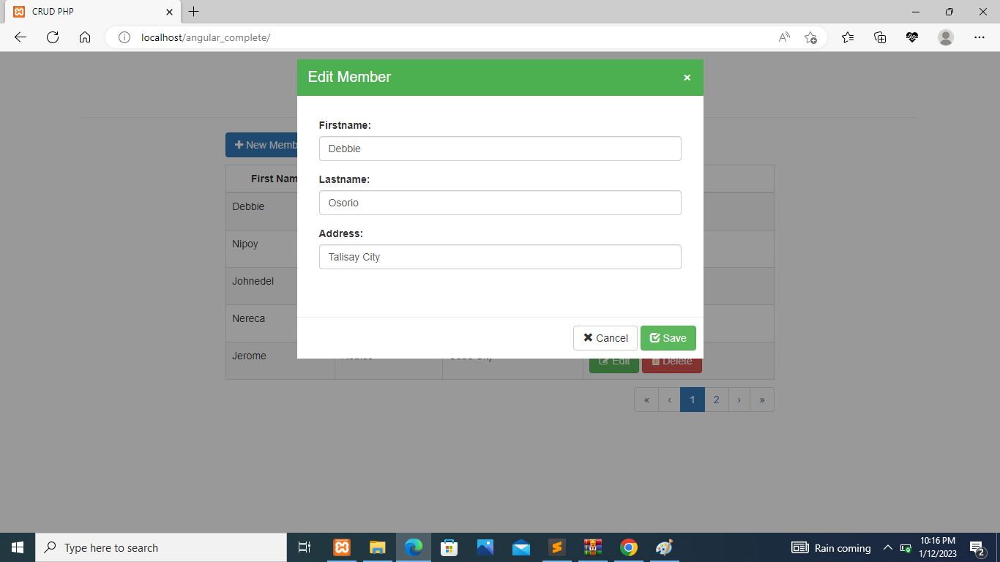 CRUD PHP
localhost/angular_complete/
Edit Member ×
Firstname:
Debbie
Lastname:
Osorio
Address:
Talisay City
Cancel Save
New Memb
First Nam
Debbie
Nipoy
Johnedel
Nereca
Jerome
Edit Delete
« ‹ 1 2 › »
Type here to search
Rain coming
10:16 PM
1/12/2023
2